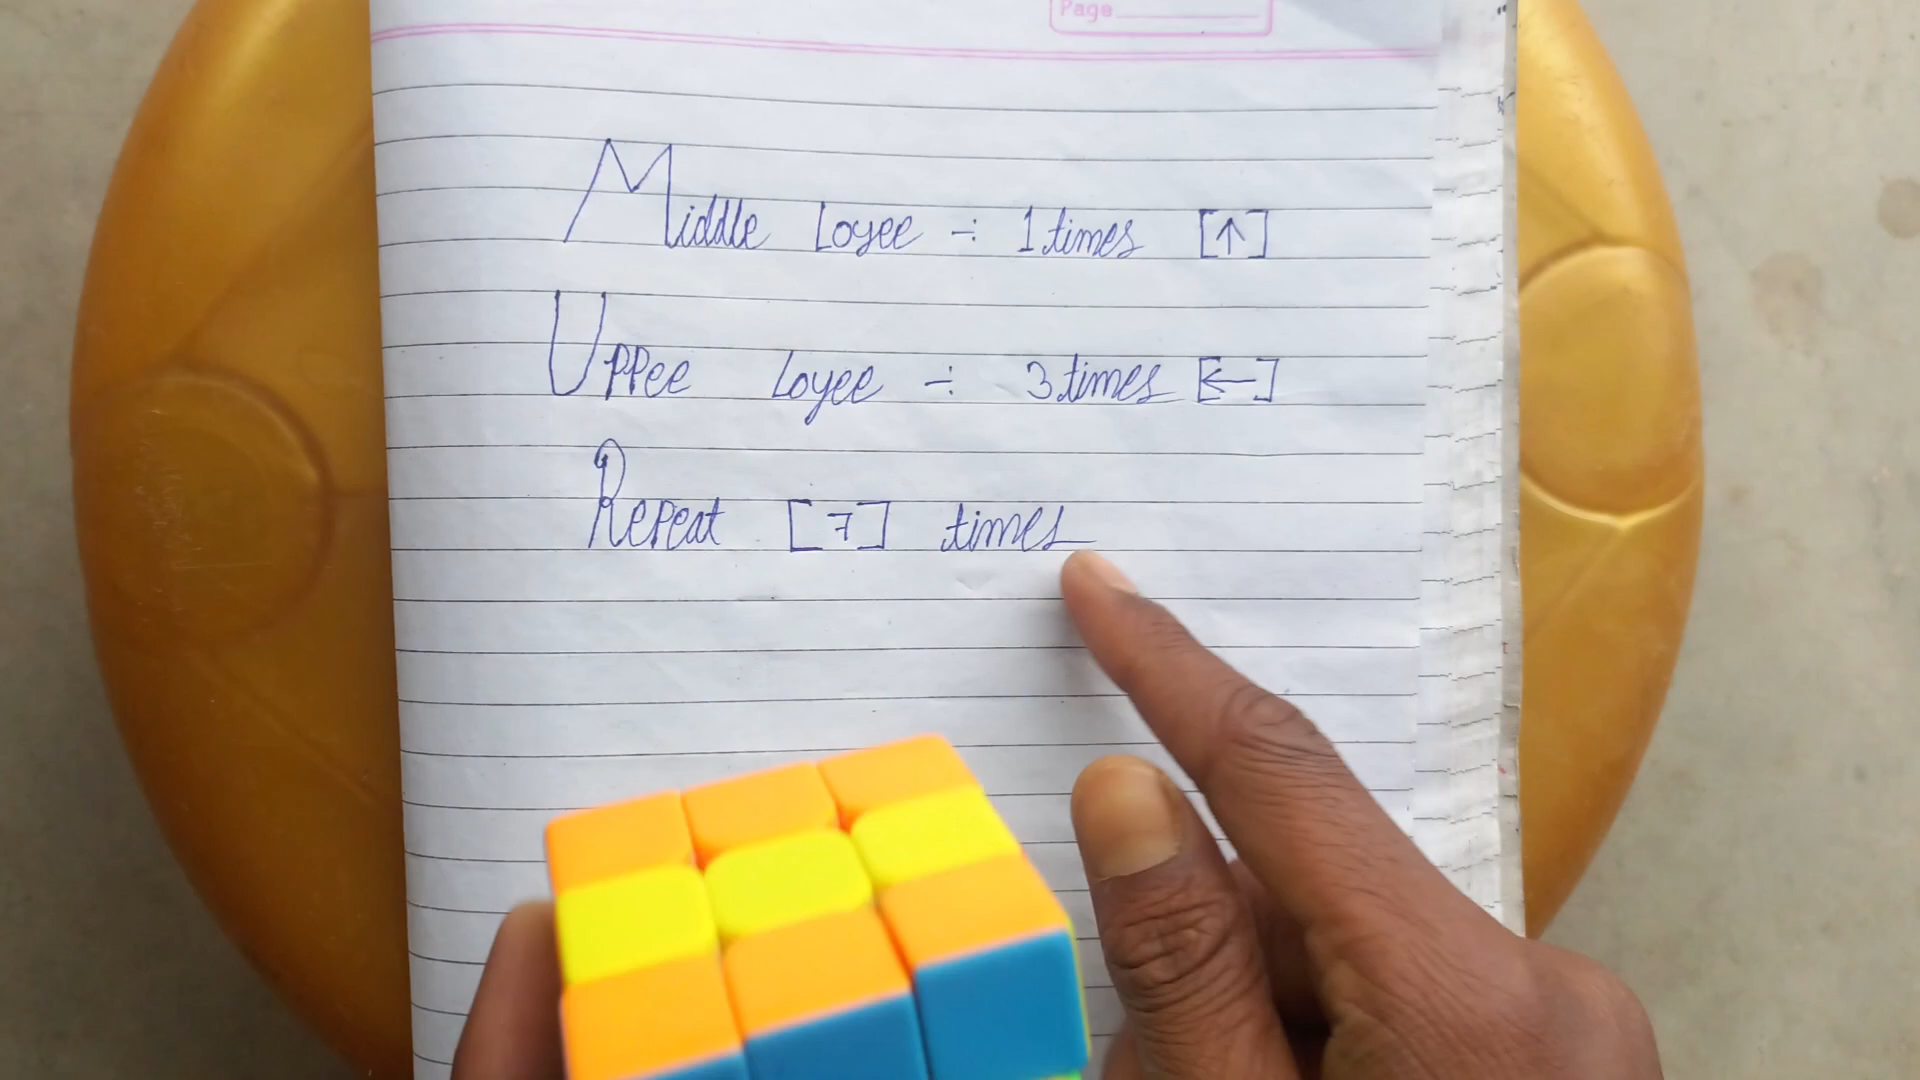 Page
Middle Loyee ÷ 1 times [↑]
Uppee Loyee ÷ 3 times [←]
Repeat [7] times